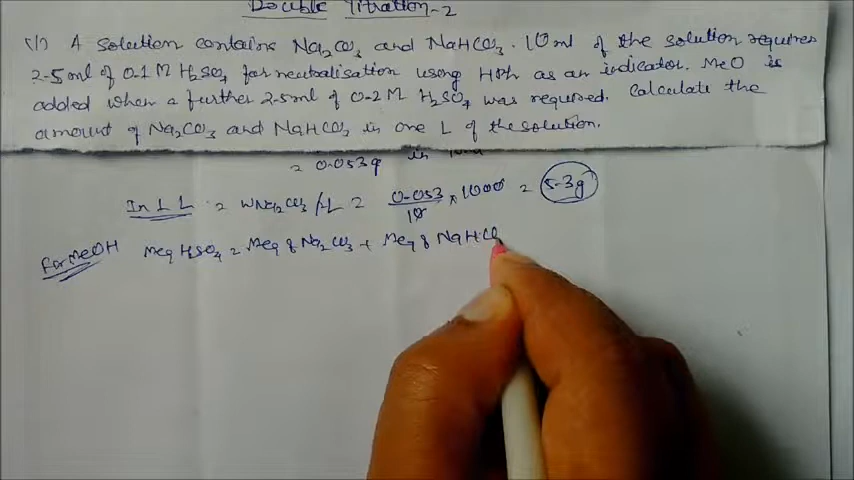 Double Titration-2
(1) A solution contains Na2CO3 and NaHCO3. 10ml of the solution requires
2.5ml of 0.1 M H2SO4 for neutralisation using HPh as an indicator. MeO is
added when a further 2.5ml of 0.2 M H2SO4 was required. Calculate the
amount of Na2CO3 and NaHCO3 in one L of the solution.
= 0.053g in
In 1 L = WNa2CO3/1L = 0.053/10 × 1000 = 5.3g
For MeOH Meq H2SO4 = Meq of Na2CO3 + Meq of NaHCO